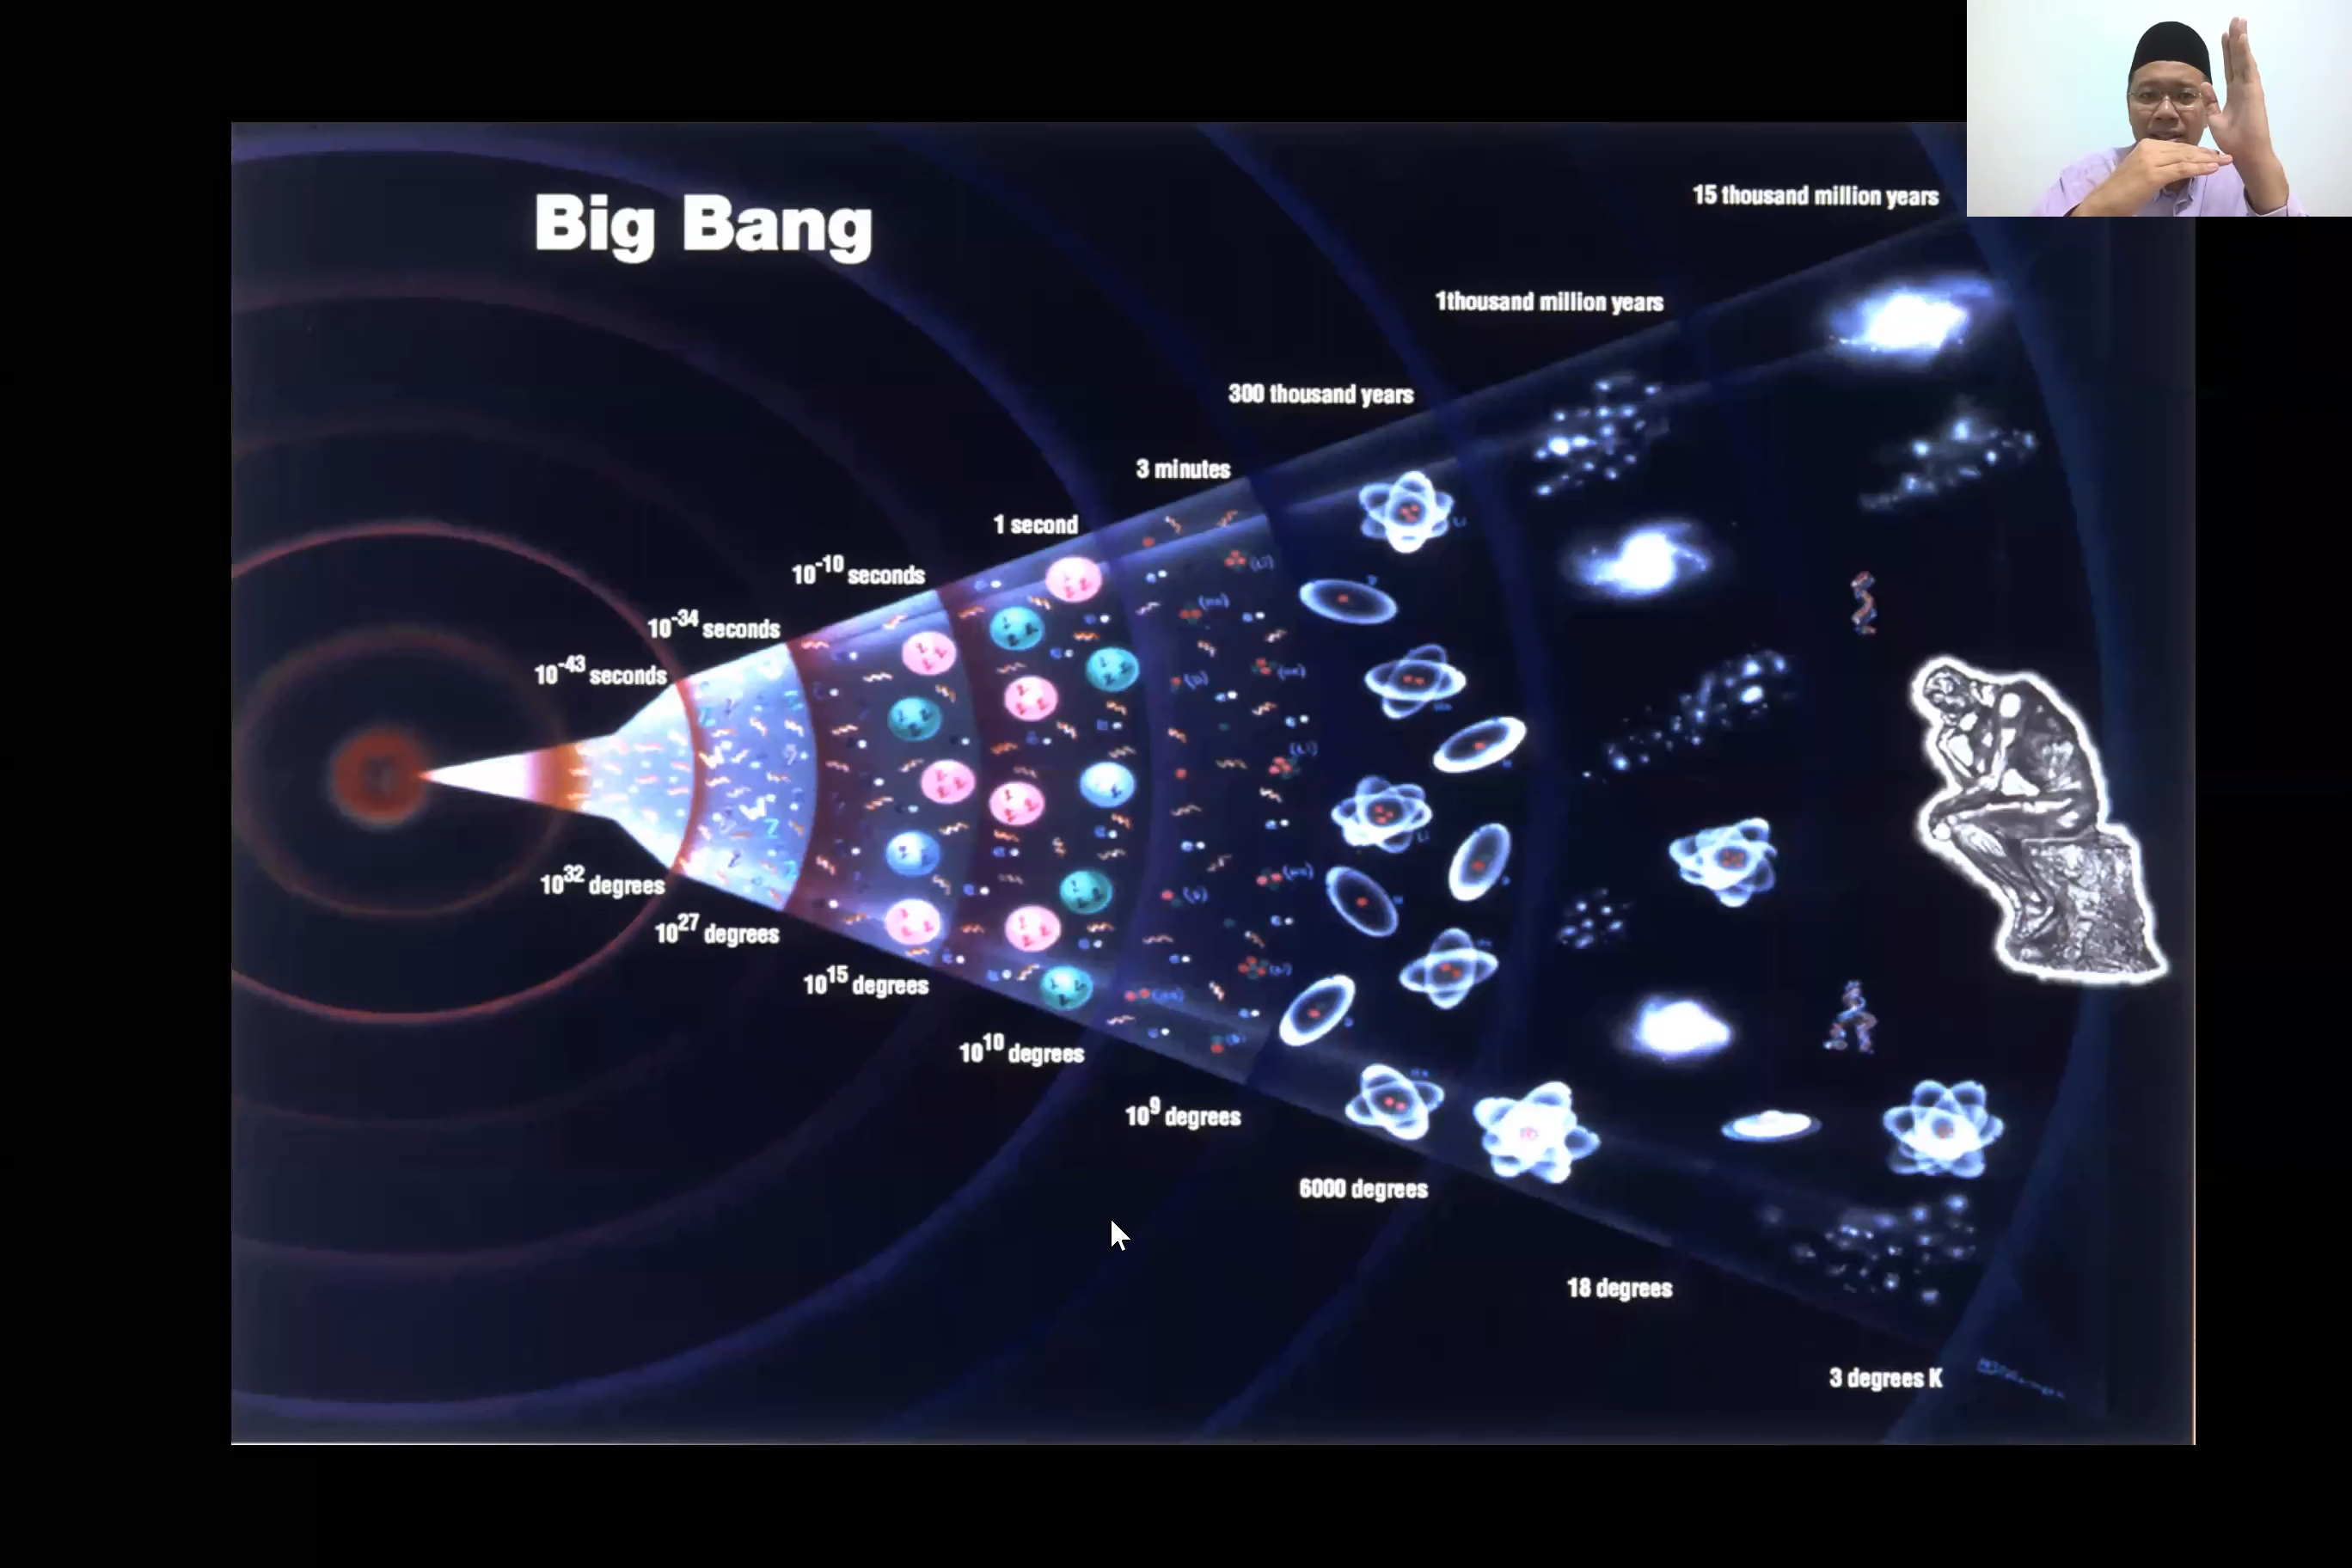 Big Bang
15 thousand million years
1thousand million years
300 thousand years
3 minutes
1 second
10-10 seconds
10-34 seconds
10-43 seconds
1032 degrees
1027 degrees
1015 degrees
1010 degrees
109 degrees
6000 degrees
18 degrees
3 degrees K